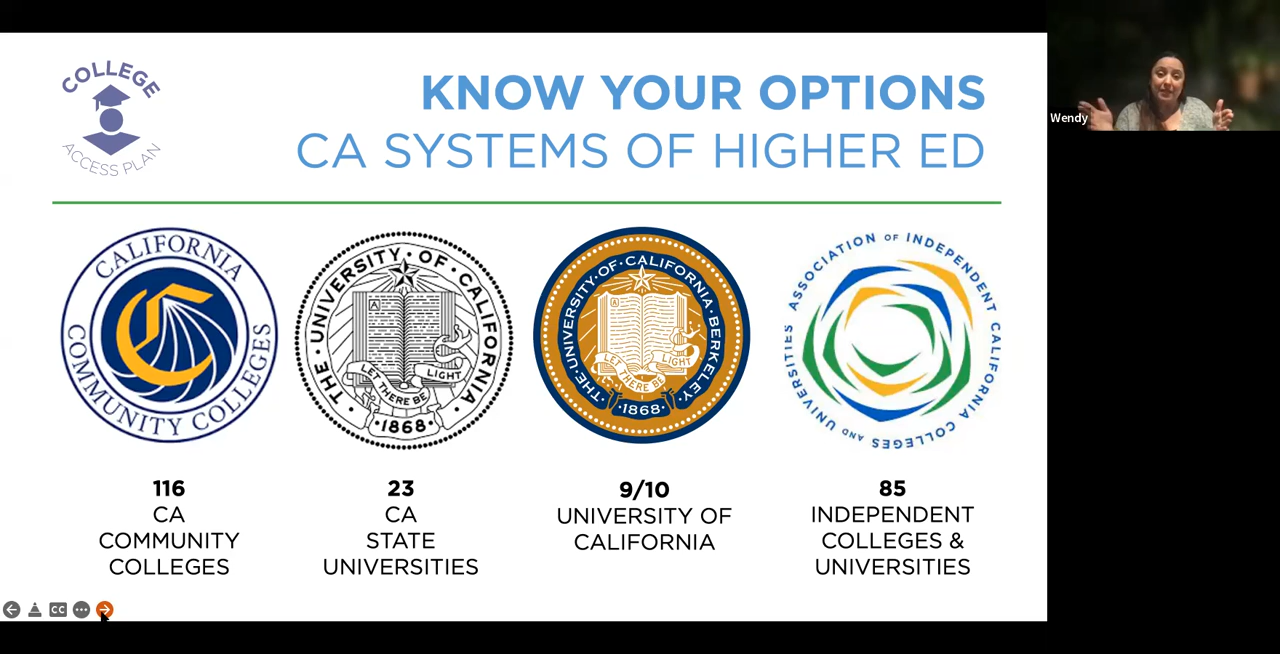 COLLEGE
ACCESS PLAN
KNOW YOUR OPTIONS
CA SYSTEMS OF HIGHER ED
Wendy
CALIFORNIA
COMMUNITY COLLEGES
C
THE · UNIVERSITY · OF · CALIFORNIA
A
LET THERE BE LIGHT
·1868·
THE · UNIVERSITY · OF · CALIFORNIA · BERKELEY
A
LET THERE BE LIGHT
·1868·
ASSOCIATION OF INDEPENDENT CALIFORNIA COLLEGES AND UNIVERSITIES
116
CA
COMMUNITY
COLLEGES
23
CA
STATE
UNIVERSITIES
9/10
UNIVERSITY OF
CALIFORNIA
85
INDEPENDENT
COLLEGES &
UNIVERSITIES
CC